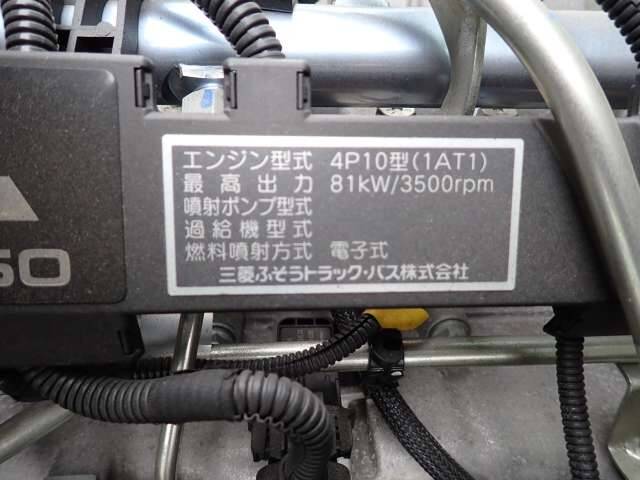 エンジン型式 4P10型(1AT1)
最高出力 81kW/3500rpm
噴射ポンプ型式
過給機型式
燃料噴射方式 電子式
三菱ふそうトラック・バス株式会社